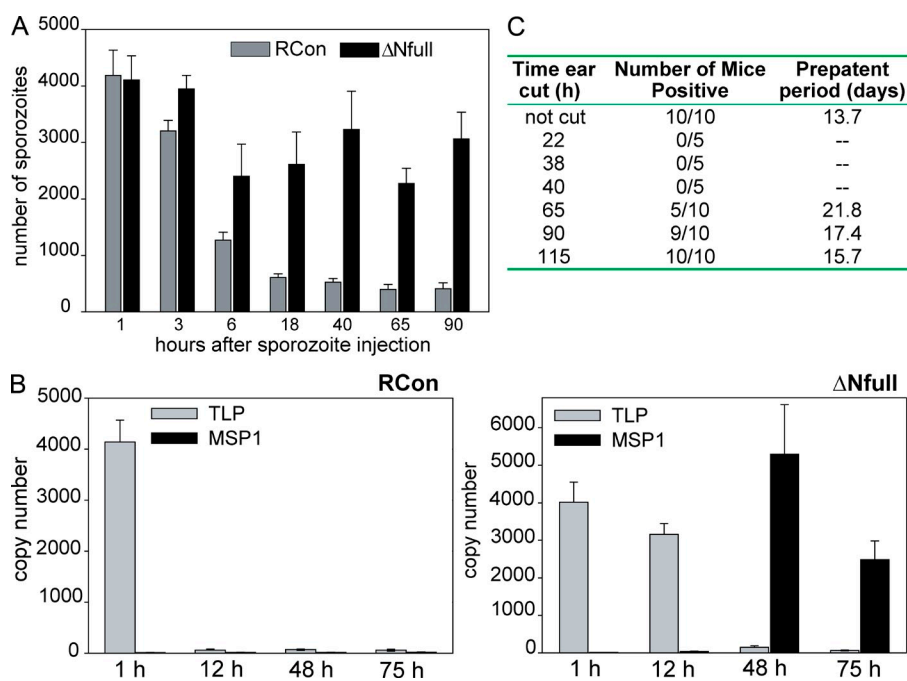 A
5000
4000
3000
2000
1000
0
number of sporozoites
RCon ΔNfull
1 3 6 18 40 65 90
hours after sporozoite injection
C
Time ear cut (h) Number of Mice Positive Prepatent period (days)
not cut 10/10 13.7
22 0/5 --
38 0/5 --
40 0/5 --
65 5/10 21.8
90 9/10 17.4
115 10/10 15.7
B
RCon
5000
4000
3000
2000
1000
0
copy number
TLP
MSP1
1 h 12 h 48 h 75 h
ΔNfull
6000
5000
4000
3000
2000
1000
0
copy number
TLP
MSP1
1 h 12 h 48 h 75 h